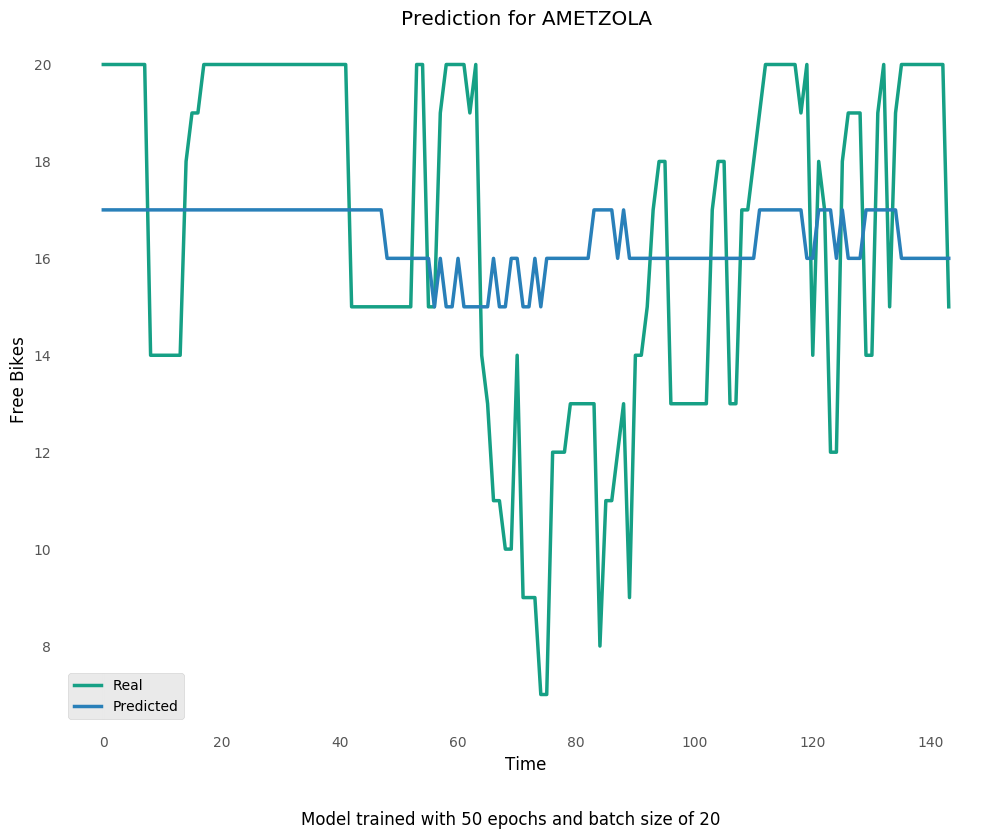 Prediction for AMETZOLA
20
18
16
14
12
10
8
Free Bikes
Real
Predicted
0 20 40 60 80 100 120 140
Time
Model trained with 50 epochs and batch size of 20